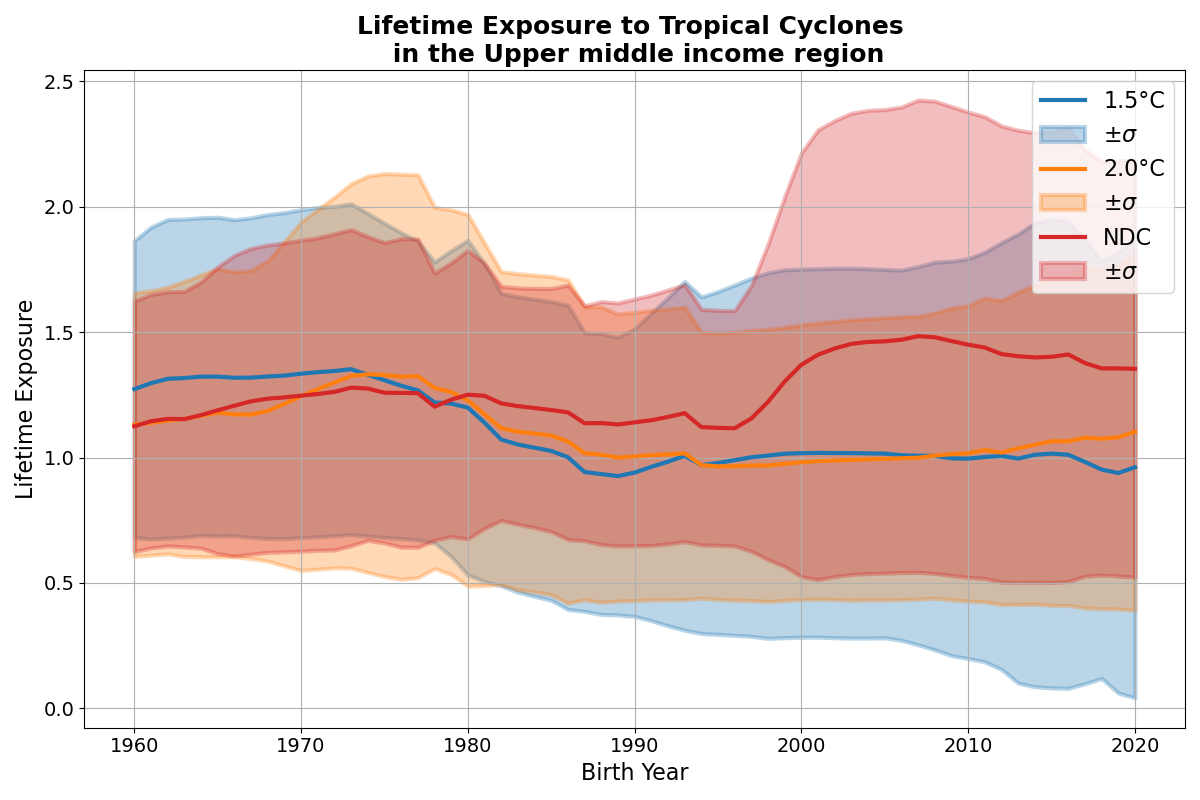 Lifetime Exposure to Tropical Cyclones
in the Upper middle income region
Lifetime Exposure
2.5
2.0
1.5
1.0
0.5
0.0
1.5°C
±σ
2.0°C
±σ
NDC
±σ
1960
1970
1980
1990
2000
2010
2020
Birth Year